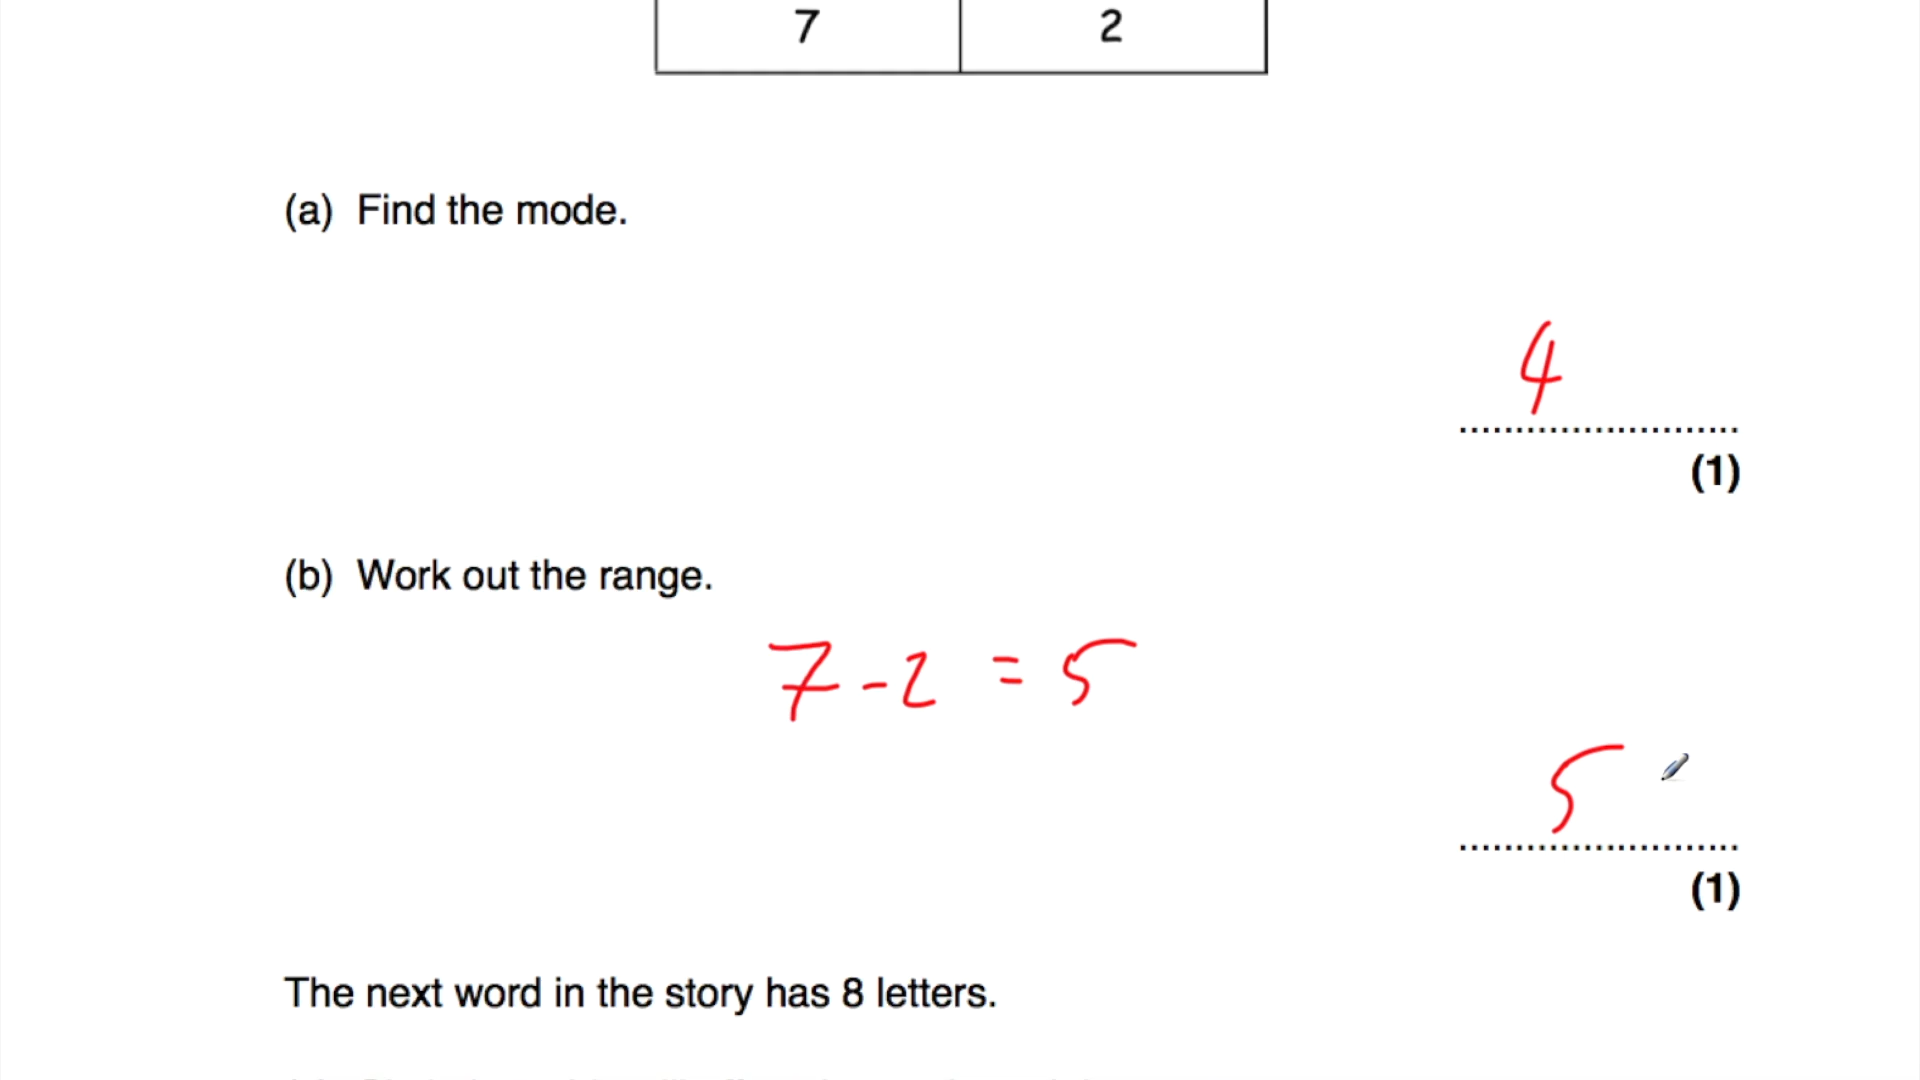 7 2
(a) Find the mode.
4
(1)
(b) Work out the range.
7 - 2 = 5
5
(1)
The next word in the story has 8 letters.